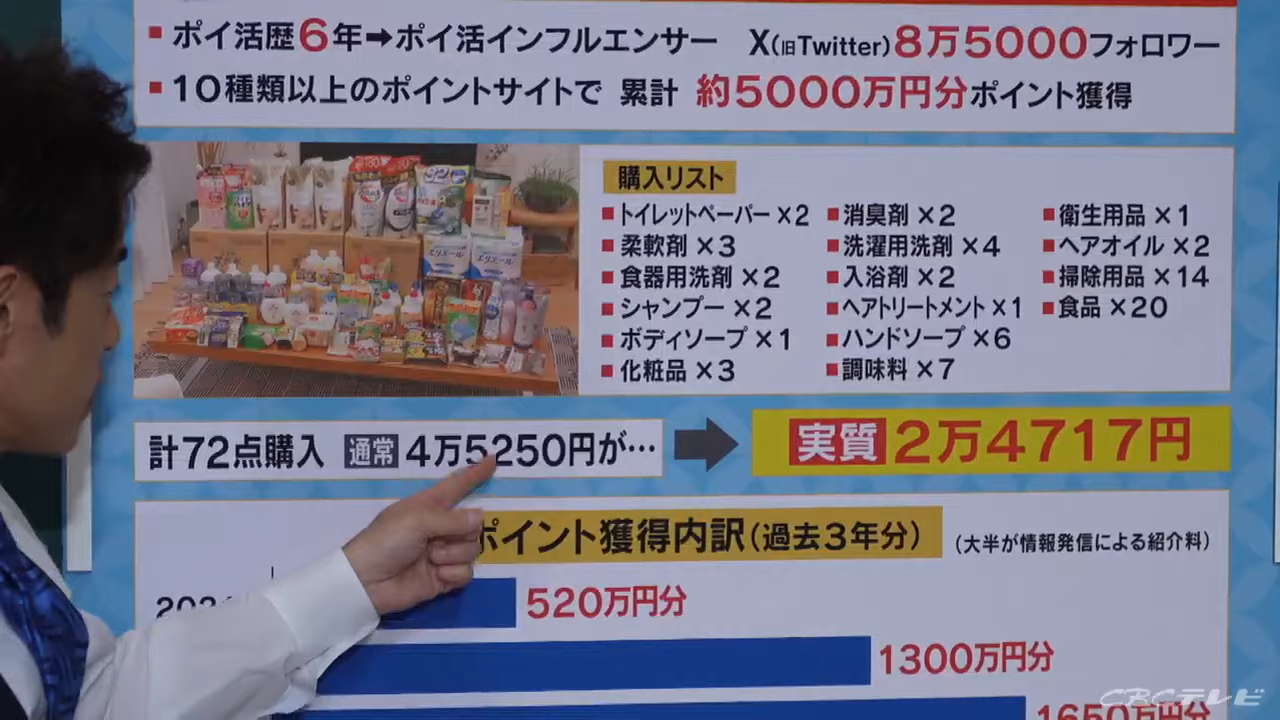 ■ ポイ活歴6年➡ポイ活インフルエンサー X(旧Twitter)8万5000フォロワー
■ 10種類以上のポイントサイトで 累計 約5000万円分ポイント獲得
購入リスト
■トイレットペーパー×2 ■消臭剤×2 ■衛生用品×1
■柔軟剤×3 ■洗濯用洗剤×4 ■ヘアオイル×2
■食器用洗剤×2 ■入浴剤×2 ■掃除用品×14
■シャンプー×2 ■ヘアトリートメント×1 ■食品×20
■ボディソープ×1 ■ハンドソープ×6
■化粧品×3 ■調味料×7
計72点購入 通常 4万5250円が… ➡ 実質 2万4717円
ポイント獲得内訳(過去3年分) (大半が情報発信による紹介料)
520万円分
1300万円分
1650万円分
CBCテレビ